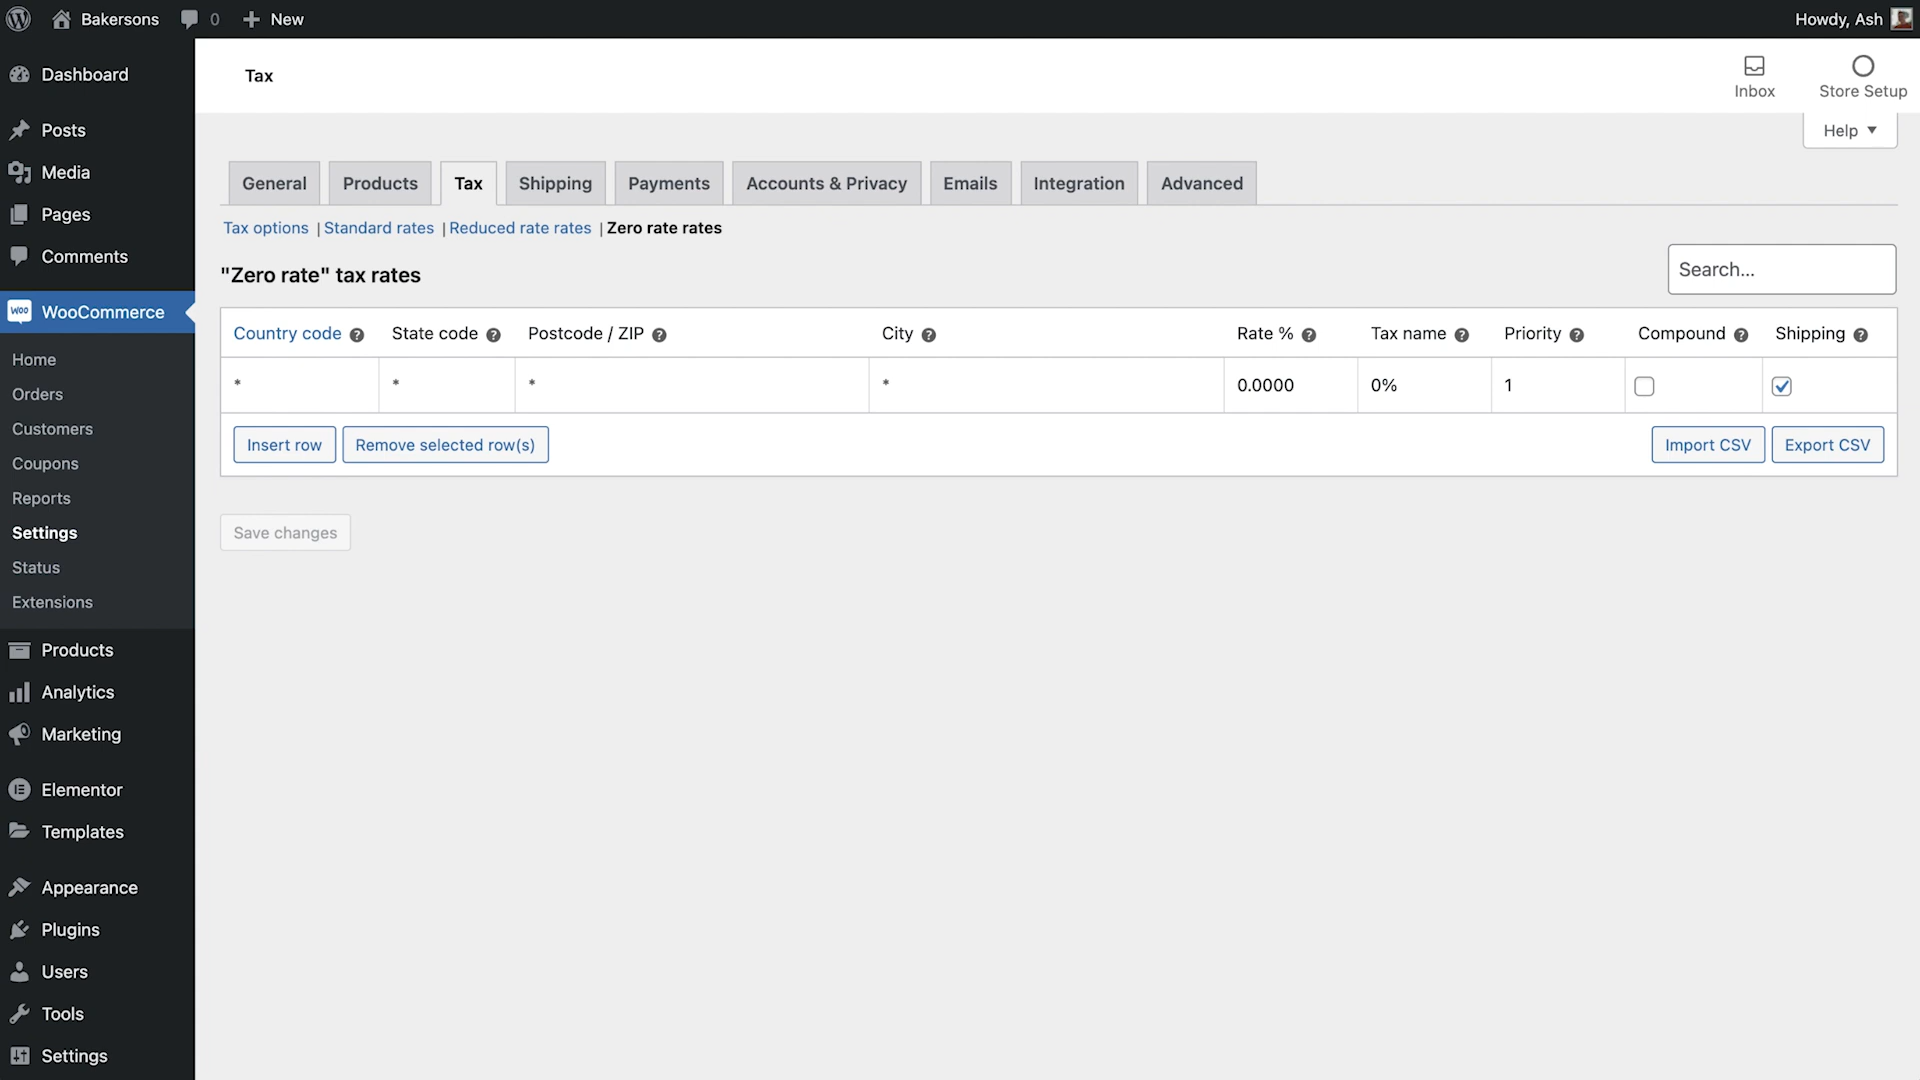 Bakersons 0 New Howdy, Ash
Dashboard
Posts
Media
Pages
Comments
WOO WooCommerce
Home
Orders
Customers
Coupons
Reports
Settings
Status
Extensions
Products
Analytics
Marketing
Elementor
Templates
Appearance
Plugins
Users
Tools
Settings
Tax
Inbox
Store Setup
Help
General Products Tax Shipping Payments Accounts & Privacy Emails Integration Advanced
Tax options | Standard rates | Reduced rate rates | Zero rate rates
"Zero rate" tax rates
Search...
Country code ? State code ? Postcode / ZIP ? City ? Rate % ? Tax name ? Priority ? Compound ? Shipping ?
* * * * 0.0000 0% 1
Insert row Remove selected row(s) Import CSV Export CSV
Save changes